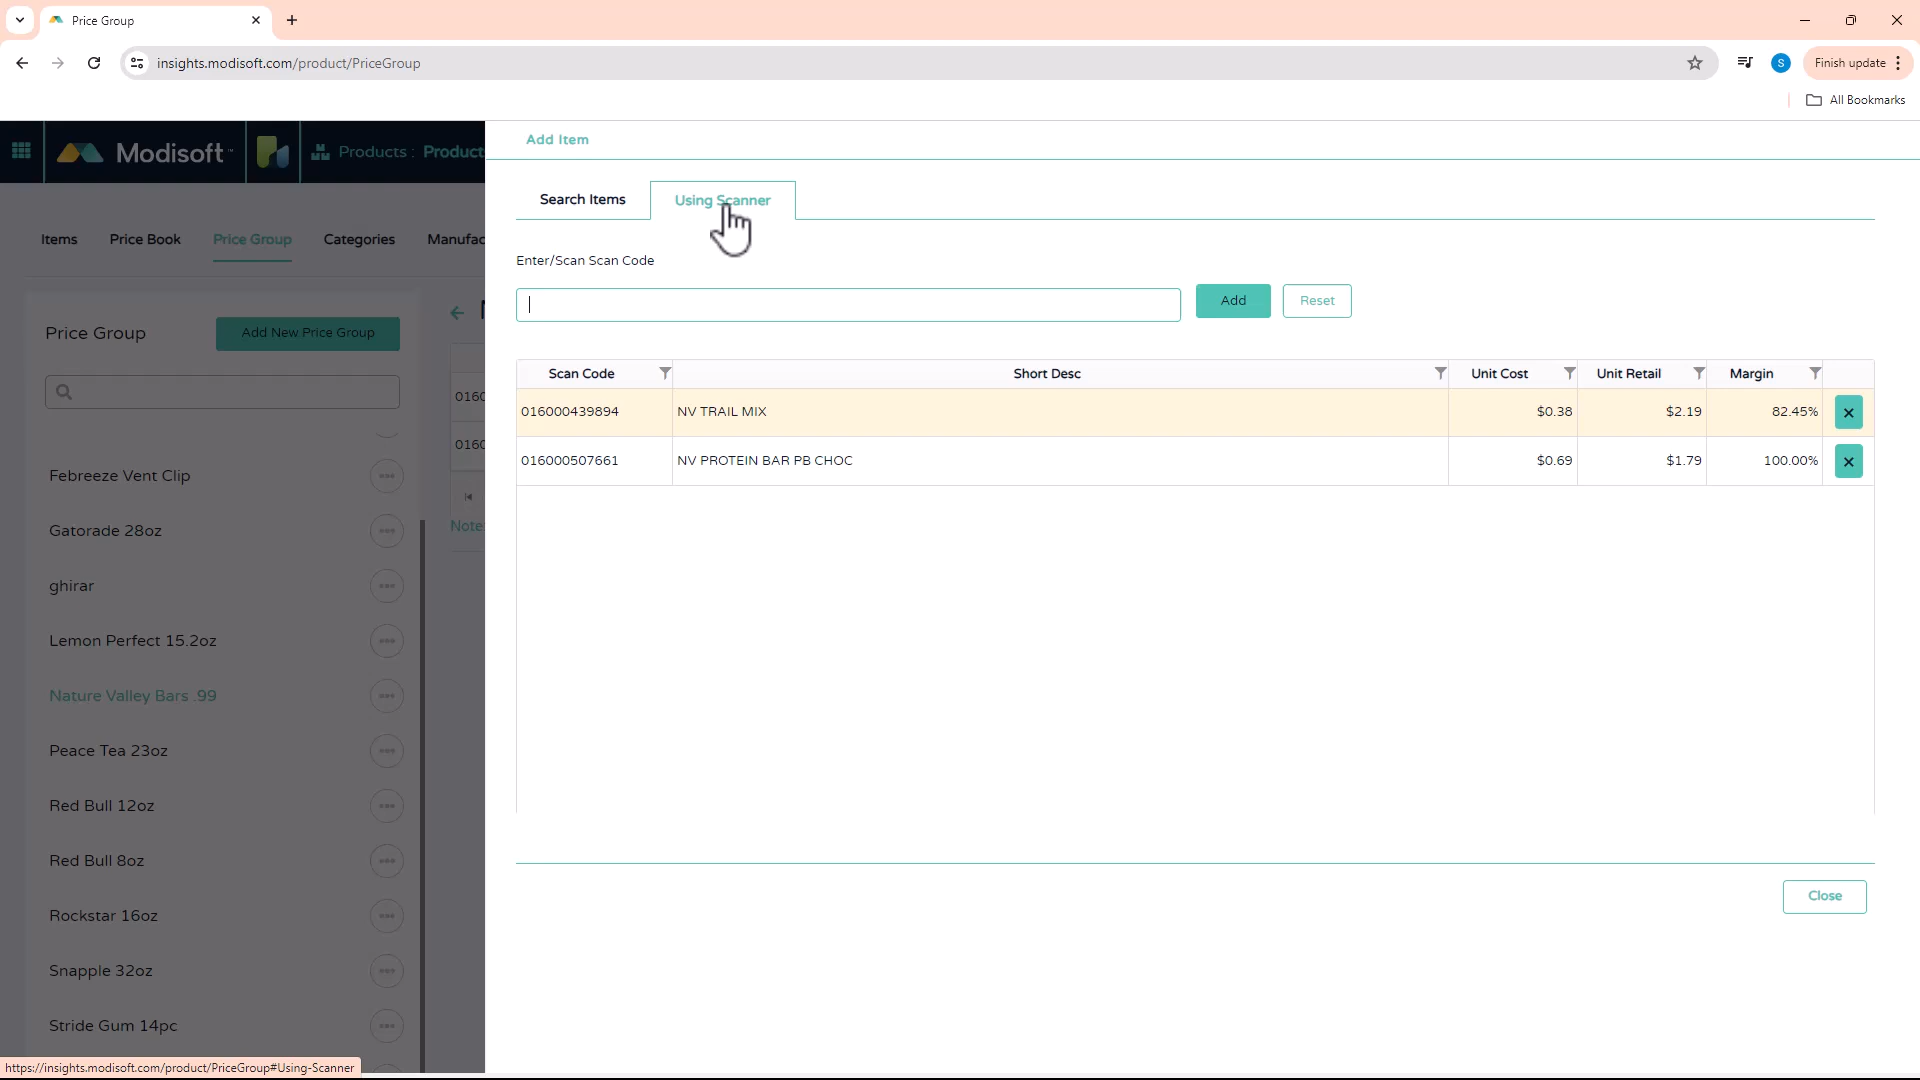 Price Group
insights.modisoft.com/product/PriceGroup
S
Finish update
All Bookmarks
Modisoft™
Products :
Product
Add Item
Search Items
Using Scanner
Items
Price Book
Price Group
Categories
Manufac
Enter/Scan Scan Code
Add
Reset
Price Group
Add New Price Group
Scan Code
Short Desc
Unit Cost
Unit Retail
Margin
0160
016000439894
NV TRAIL MIX
$0.38
$2.19
82.45%
0160
016000507661
NV PROTEIN BAR PB CHOC
$0.69
$1.79
100.00%
Febreeze Vent Clip
Note
Gatorade 28oz
ghirar
Lemon Perfect 15.2oz
Nature Valley Bars .99
Peace Tea 23oz
Red Bull 12oz
Red Bull 8oz
Close
Rockstar 16oz
Snapple 32oz
Stride Gum 14pc
https://insights.modisoft.com/product/PriceGroup#Using-Scanner